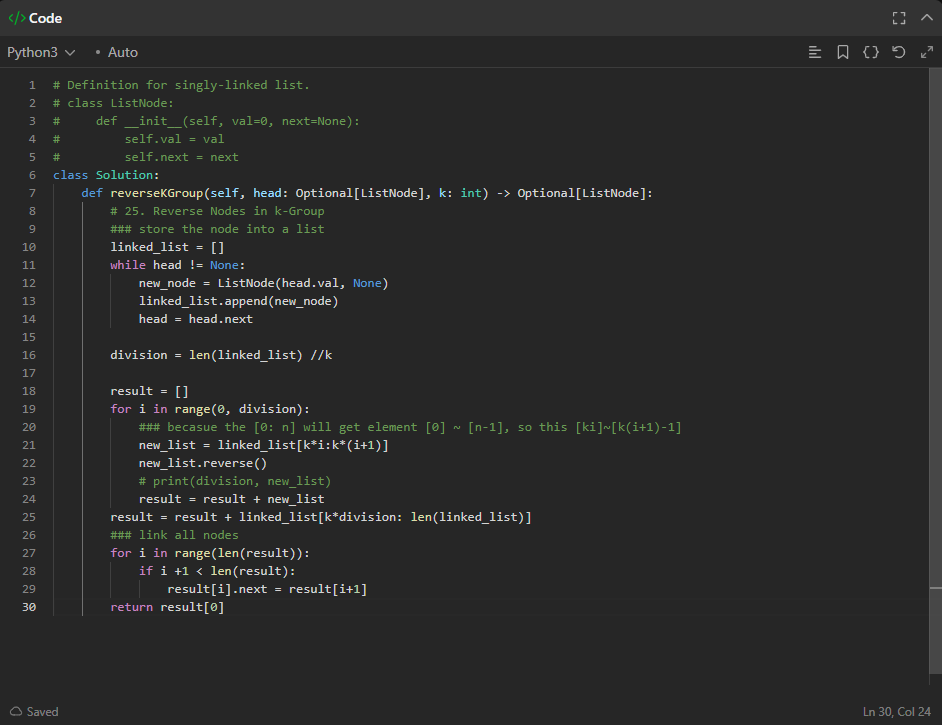 </> Code
Python3 • Auto
1 # Definition for singly-linked list.
2 # class ListNode:
3 #     def __init__(self, val=0, next=None):
4 #         self.val = val
5 #         self.next = next
6 class Solution:
7     def reverseKGroup(self, head: Optional[ListNode], k: int) -> Optional[ListNode]:
8         # 25. Reverse Nodes in k-Group
9         ### store the node into a list
10         linked_list = []
11         while head != None:
12             new_node = ListNode(head.val, None)
13             linked_list.append(new_node)
14             head = head.next
15
16         division = len(linked_list) //k
17
18         result = []
19         for i in range(0, division):
20             ### becasue the [0: n] will get element [0] ~ [n-1], so this [ki]~[k(i+1)-1]
21             new_list = linked_list[k*i:k*(i+1)]
22             new_list.reverse()
23             # print(division, new_list)
24             result = result + new_list
25         result = result + linked_list[k*division: len(linked_list)]
26         ### link all nodes
27         for i in range(len(result)):
28             if i +1 < len(result):
29                 result[i].next = result[i+1]
30         return result[0]
Saved Ln 30, Col 24